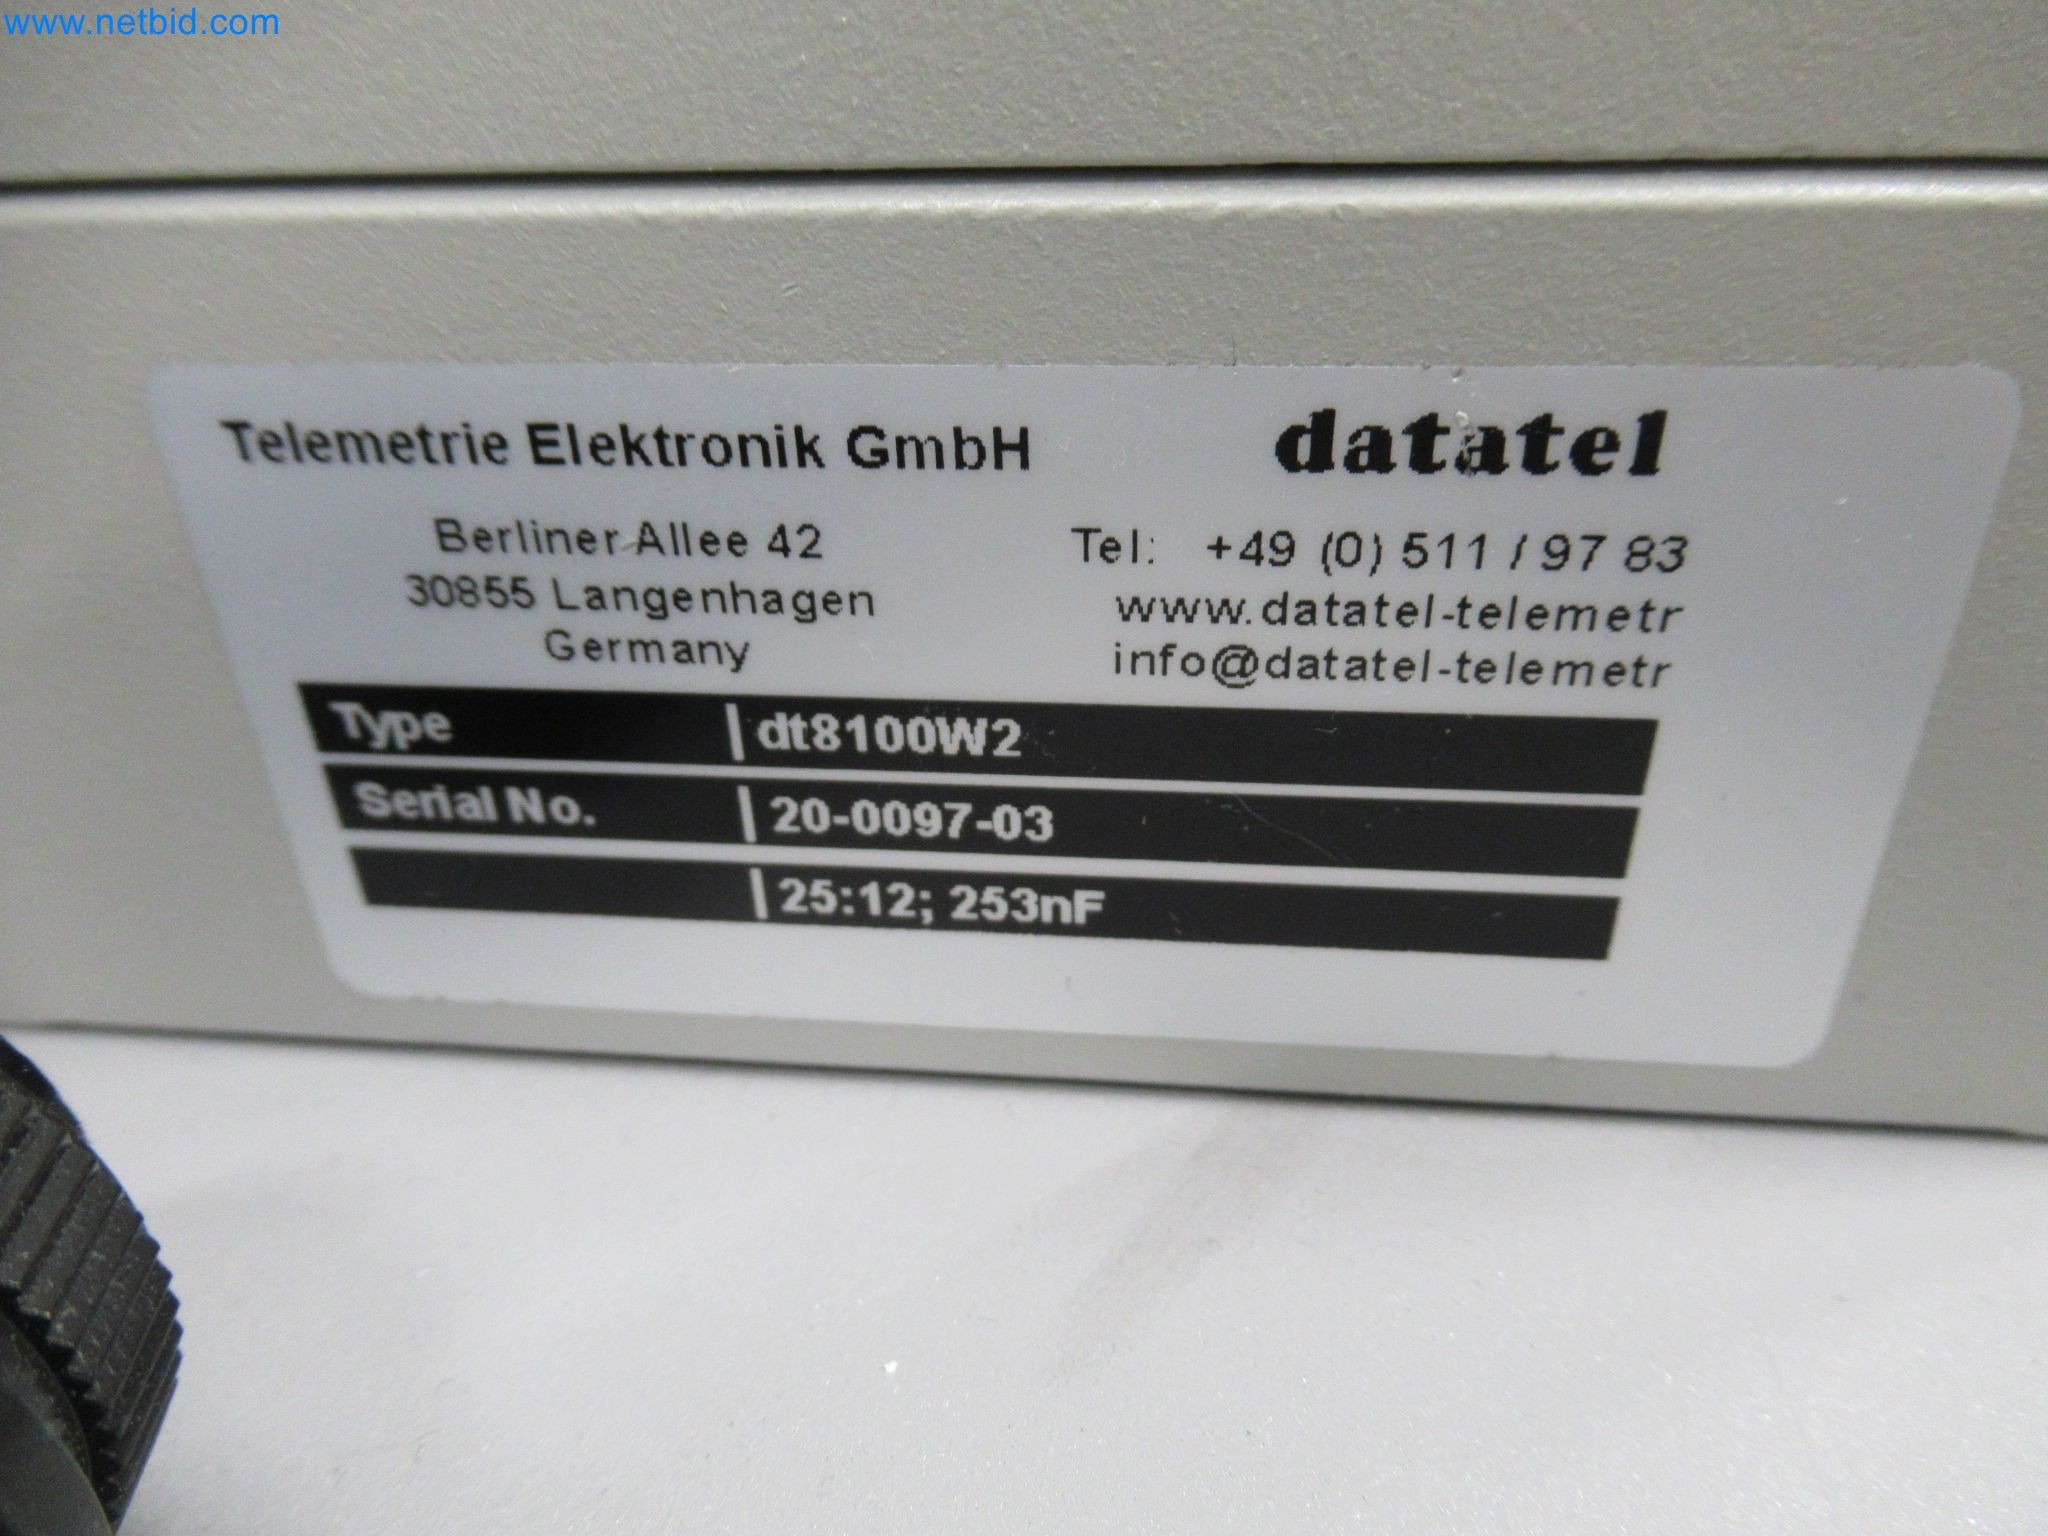 www.netbid.com
Telemetrie Elektronik GmbH
Berliner Allee 42
30855 Langenhagen
Germany
datatel
Tel: +49 (0) 511 / 97 83
www.datatel-telemetr
info@datatel-telemetr
Type | dt8100W2
Serial No. | 20-0097-03
| 25:12; 253nF